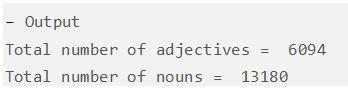 – Output
Total number of adjectives =  6094
Total number of nouns =  13180